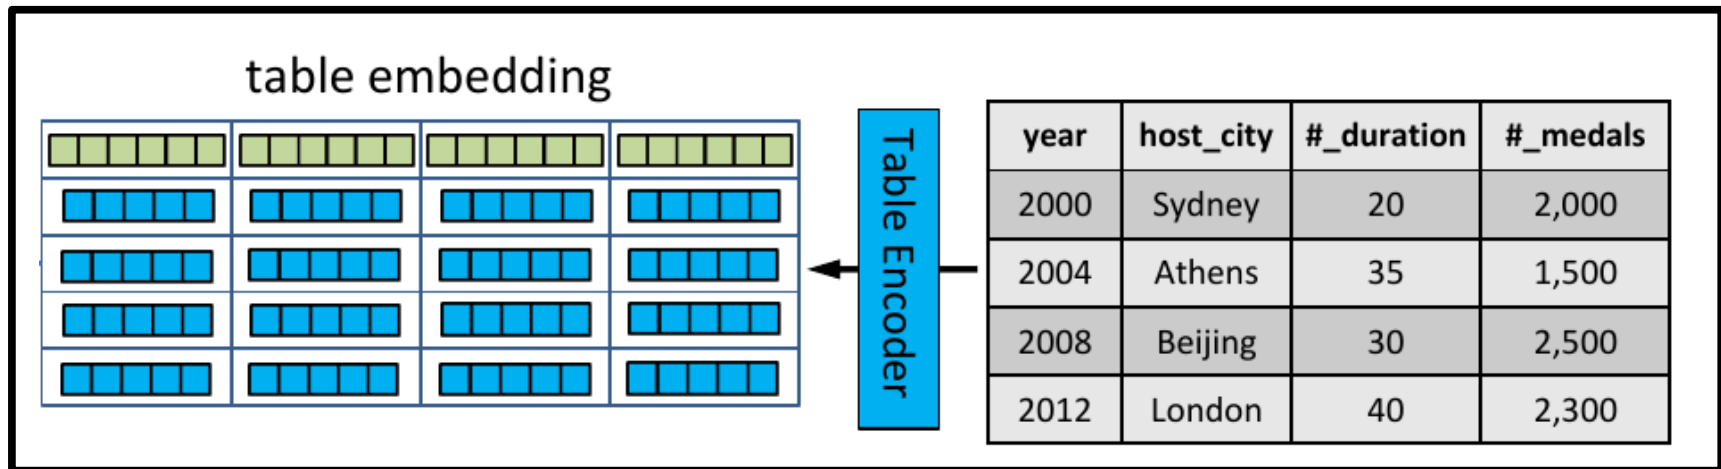 table embedding
Table Encoder
year host_city #_duration #_medals
2000 Sydney 20 2,000
2004 Athens 35 1,500
2008 Beijing 30 2,500
2012 London 40 2,300